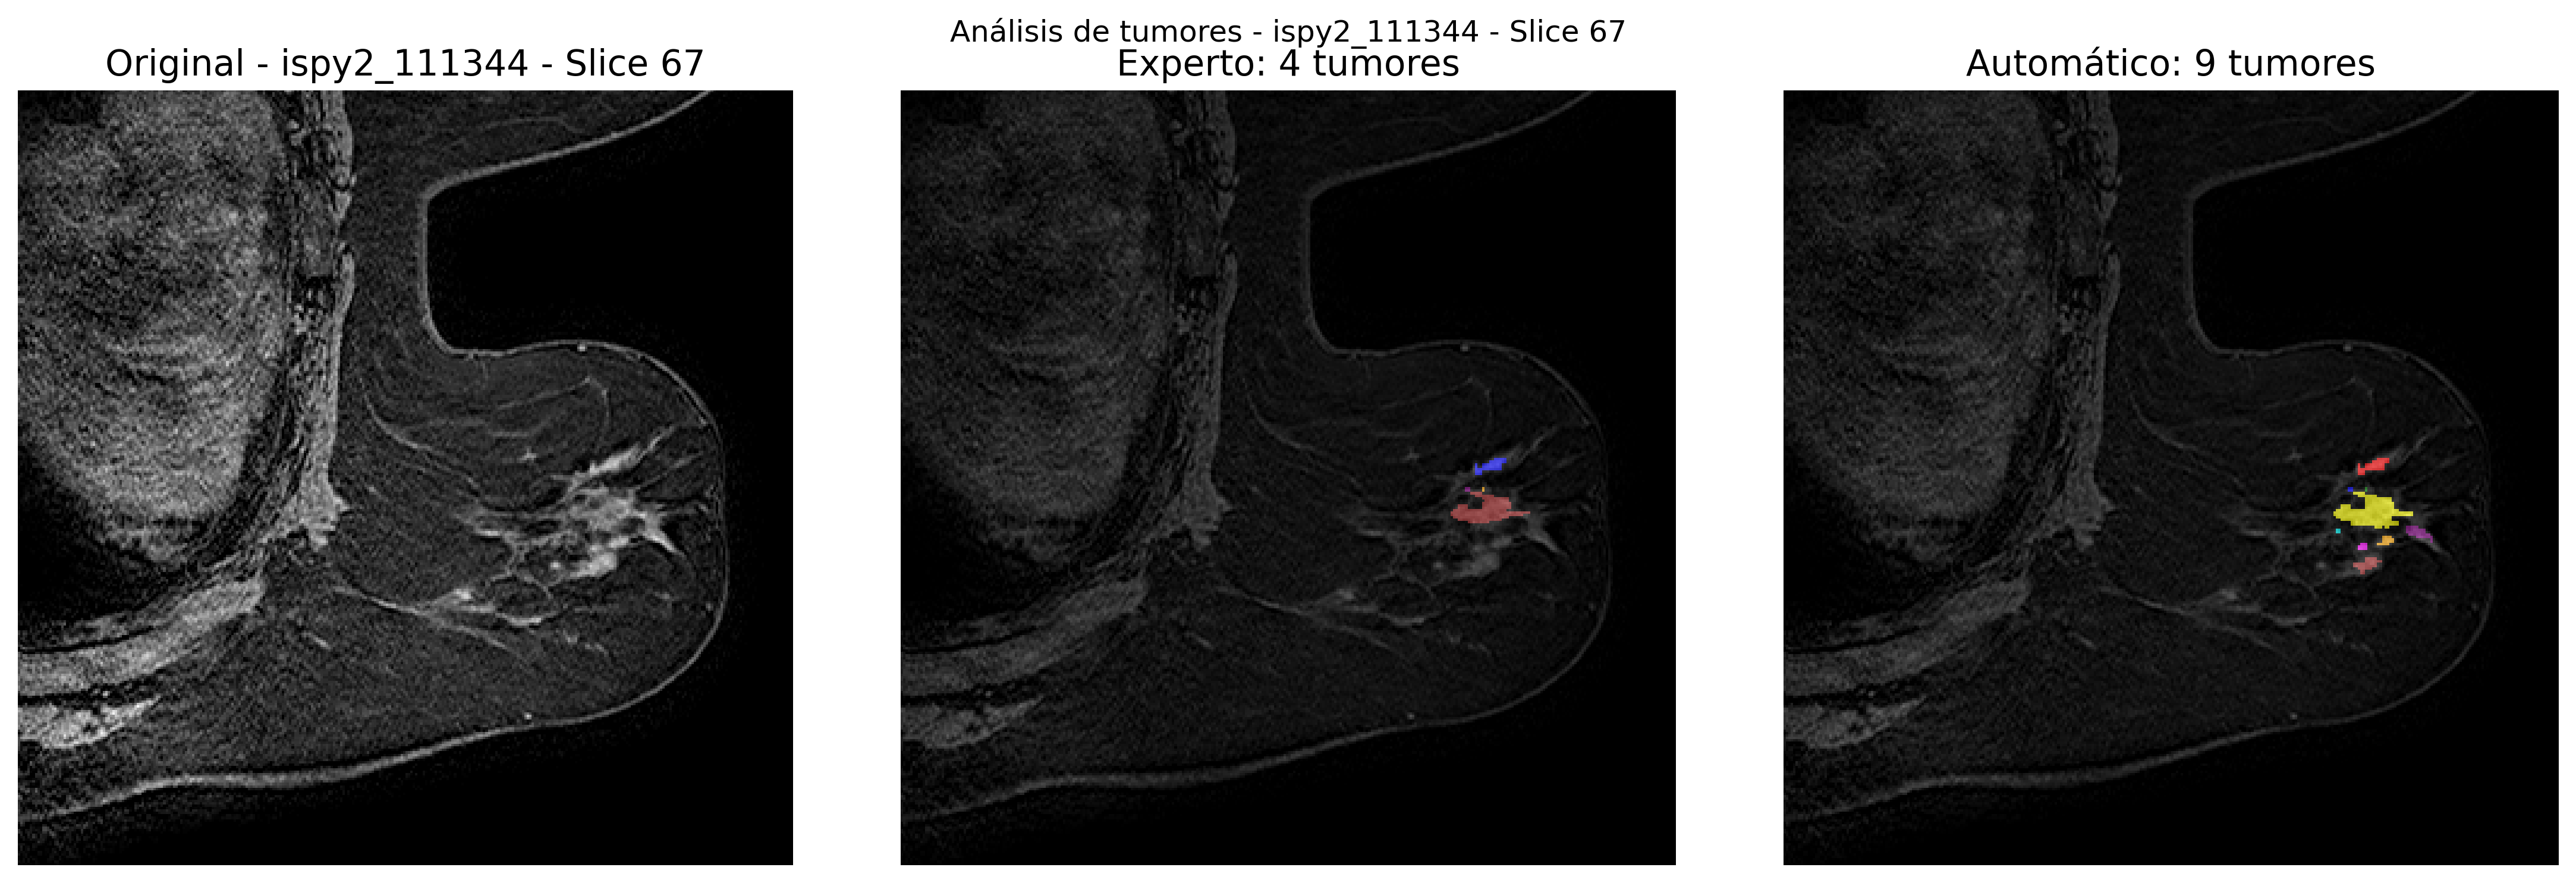 Análisis de tumores - ispy2_111344 - Slice 67
Original - ispy2_111344 - Slice 67
Experto: 4 tumores
Automático: 9 tumores